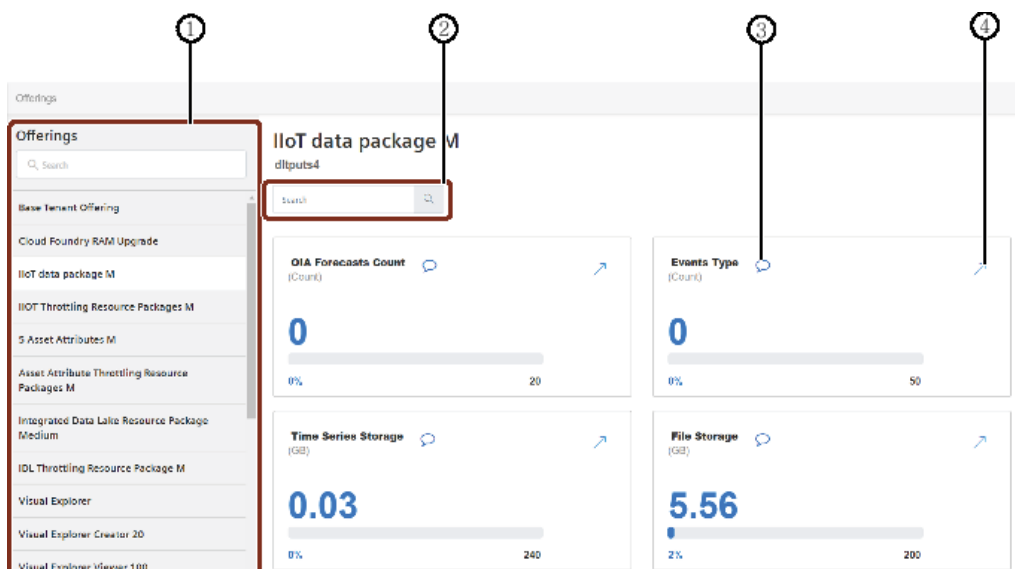 ① ② ③ ④
Offerings
Offerings
Search
Base Tenant Offering
Cloud Foundry RAM Upgrade
IIoT data package M
IIOT Throttling Resource Packages M
5 Asset Attributes M
Asset Attribute Throttling Resource
Packages M
Integrated Data Lake Resource Package
Medium
IDL Throttling Resource Package M
Visual Explorer
Visual Explorer Creator 20
Visual Explorer Viewer 100
IIoT data package M
dltputs4
Search
OIA Forecasts Count
(Count)
0
0%
20
Events Type
(Count)
0
0%
50
Time Series Storage
(GB)
0.03
0%
240
File Storage
(GB)
5.56
2%
200